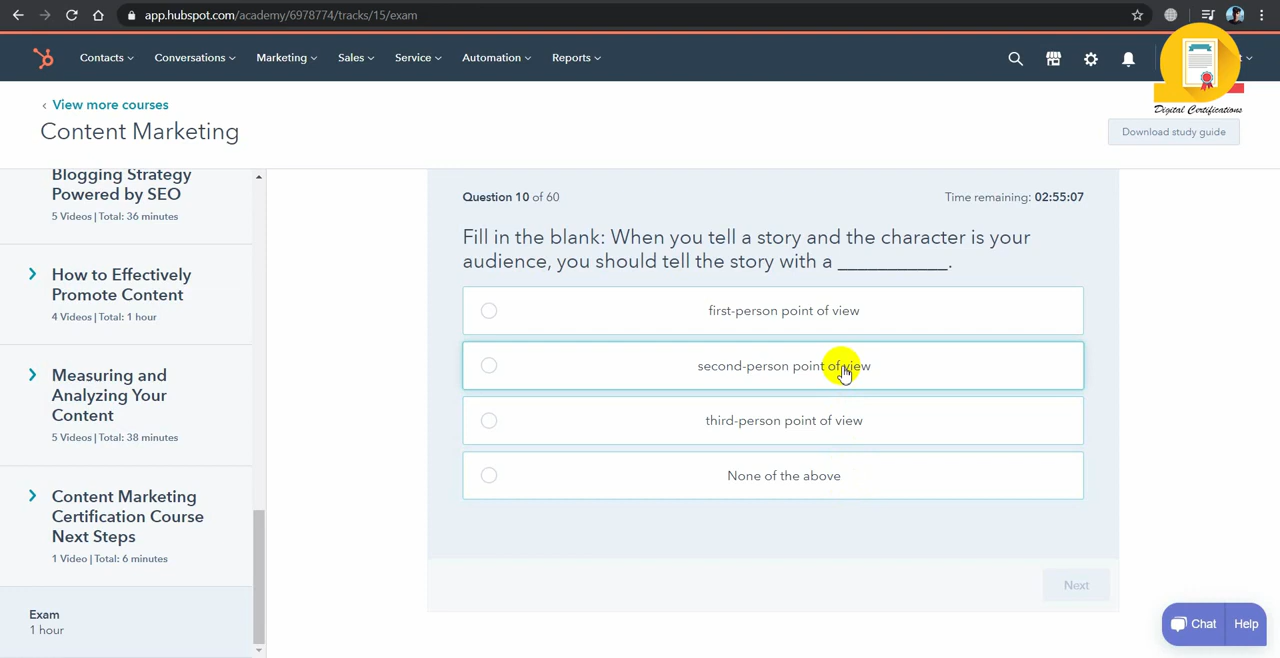 app.hubspot.com/academy/6978774/tracks/15/exam
Contacts Conversations Marketing Sales Service Automation Reports
Digital Certifications
View more courses
Content Marketing
Download study guide
Blogging Strategy
Powered by SEO
5 Videos | Total: 36 minutes
How to Effectively
Promote Content
4 Videos | Total: 1 hour
Measuring and
Analyzing Your
Content
5 Videos | Total: 38 minutes
Content Marketing
Certification Course
Next Steps
1 Video | Total: 6 minutes
Exam
1 hour
Question 10 of 60
Time remaining: 02:55:07
Fill in the blank: When you tell a story and the character is your
audience, you should tell the story with a ___________.
first-person point of view
second-person point of view
third-person point of view
None of the above
Next
Chat Help